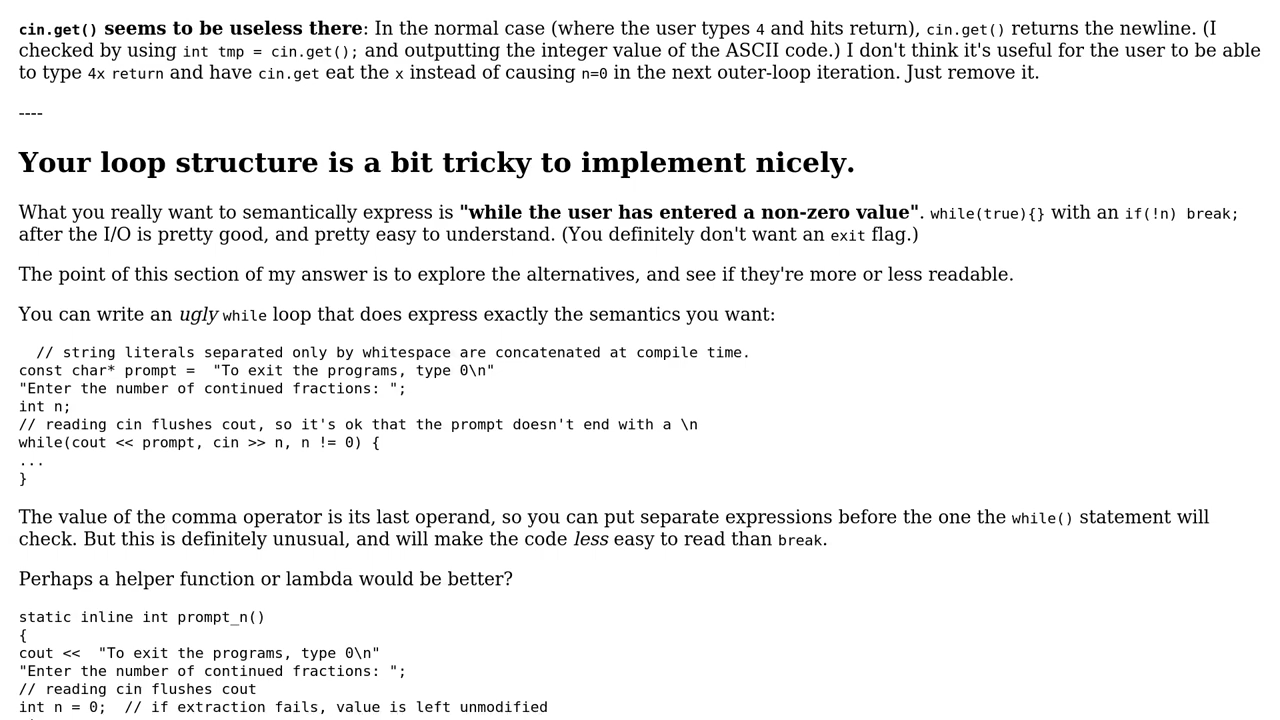 cin.get() seems to be useless there: In the normal case (where the user types 4 and hits return), cin.get() returns the newline. (I
checked by using int tmp = cin.get(); and outputting the integer value of the ASCII code.) I don't think it's useful for the user to be able
to type 4x return and have cin.get eat the x instead of causing n=0 in the next outer-loop iteration. Just remove it.
----
Your loop structure is a bit tricky to implement nicely.
What you really want to semantically express is "while the user has entered a non-zero value". while(true){} with an if(!n) break;
after the I/O is pretty good, and pretty easy to understand. (You definitely don't want an exit flag.)
The point of this section of my answer is to explore the alternatives, and see if they're more or less readable.
You can write an ugly while loop that does express exactly the semantics you want:
// string literals separated only by whitespace are concatenated at compile time.
const char* prompt =  "To exit the programs, type 0\n"
"Enter the number of continued fractions: ";
int n;
// reading cin flushes cout, so it's ok that the prompt doesn't end with a \n
while(cout << prompt, cin >> n, n != 0) {
...
}
The value of the comma operator is its last operand, so you can put separate expressions before the one the while() statement will
check. But this is definitely unusual, and will make the code less easy to read than break.
Perhaps a helper function or lambda would be better?
static inline int prompt_n()
{
cout <<  "To exit the programs, type 0\n"
"Enter the number of continued fractions: ";
// reading cin flushes cout
int n = 0;  // if extraction fails, value is left unmodified